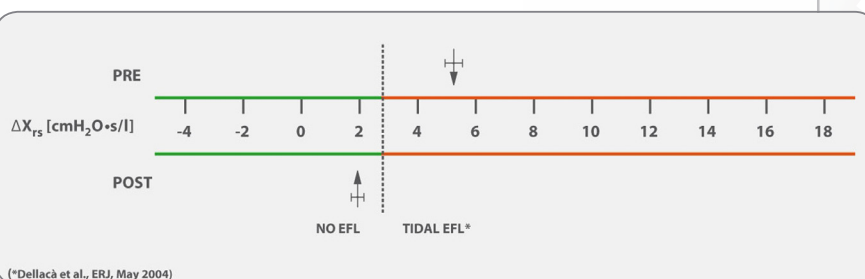 PRE
ΔXrs [cmH2O•s/l]
-4 -2 0 2 4 6 8 10 12 14 16 18
POST
NO EFL TIDAL EFL*
(*Dellacà et al., ERJ, May 2004)